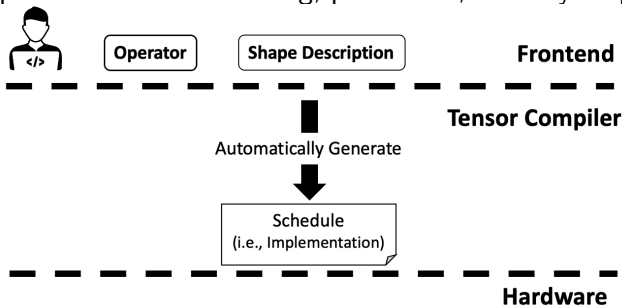 </>
Operator
Shape Description
Frontend
Tensor Compiler
Automatically Generate
Schedule
(i.e., Implementation)
Hardware